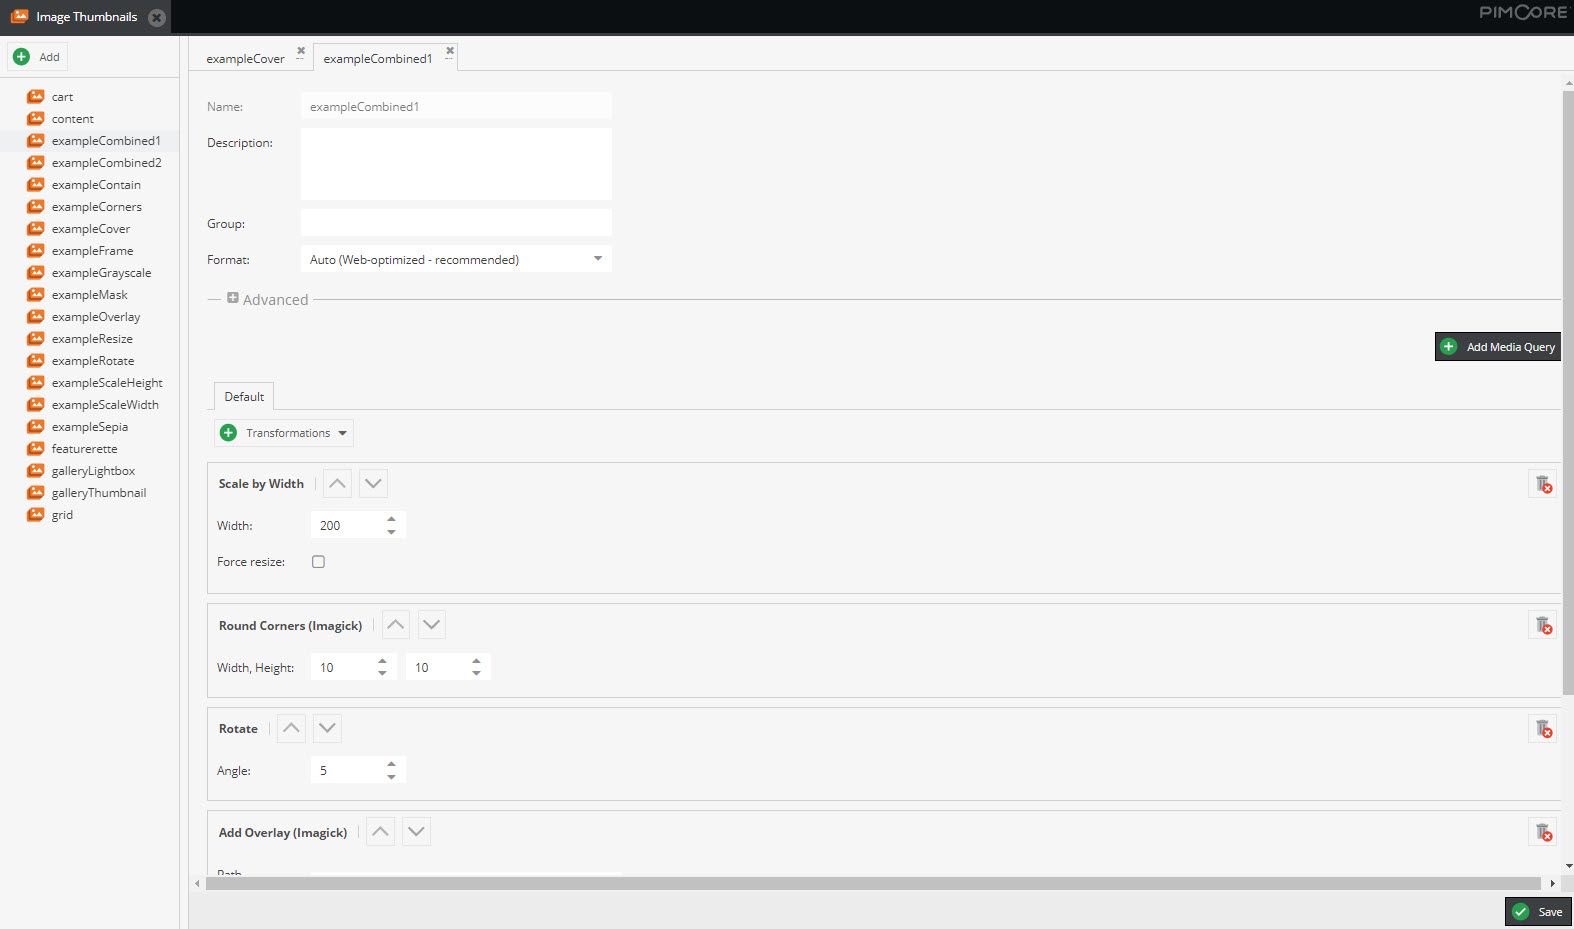 Image Thumbnails
PIMCORE
Add
exampleCover
exampleCombined1
cart
content
exampleCombined1
exampleCombined2
exampleContain
exampleCorners
exampleCover
exampleFrame
exampleGrayscale
exampleMask
exampleOverlay
exampleResize
exampleRotate
exampleScaleHeight
exampleScaleWidth
exampleSepia
featurerette
galleryLightbox
galleryThumbnail
grid
Name: exampleCombined1
Description:
Group:
Format: Auto (Web-optimized - recommended)
Advanced
Add Media Query
Default
Transformations
Scale by Width
Width: 200
Force resize:
Round Corners (Imagick)
Width, Height: 10 10
Rotate
Angle: 5
Add Overlay (Imagick)
Path
Save